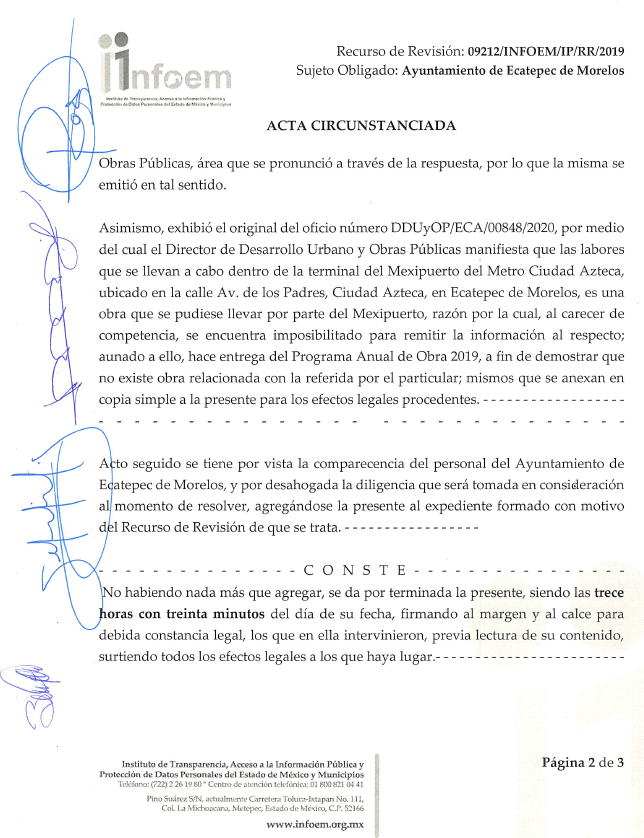 Recurso de Revisión: 09212/INFOEM/IP/RR/2019
Sujeto Obligado: Ayuntamiento de Ecatepec de Morelos
infoem
Instituto de Transparencia, Acceso a la Información Pública y
Protección de Datos Personales del Estado de México y Municipios
ACTA CIRCUNSTANCIADA
Obras Públicas, área que se pronunció a través de la respuesta, por lo que la misma se
emitió en tal sentido.
Asimismo, exhibió el original del oficio número DDUyOP/ECA/00848/2020, por medio
del cual el Director de Desarrollo Urbano y Obras Públicas manifiesta que las labores
que se llevan a cabo dentro de la terminal del Mexipuerto del Metro Ciudad Azteca,
ubicado en la calle Av. de los Padres, Ciudad Azteca, en Ecatepec de Morelos, es una
obra que se pudiese llevar por parte del Mexipuerto, razón por la cual, al carecer de
competencia, se encuentra imposibilitado para remitir la información al respecto;
aunado a ello, hace entrega del Programa Anual de Obra 2019, a fin de demostrar que
no existe obra relacionada con la referida por el particular; mismos que se anexan en
copia simple a la presente para los efectos legales procedentes. - - - - - - - - - - - - - - - - - -
- - - - - - - - - - - - - - - - - -
Acto seguido se tiene por vista la comparecencia del personal del Ayuntamiento de
Ecatepec de Morelos, y por desahogada la diligencia que será tomada en consideración
al momento de resolver, agregándose la presente al expediente formado con motivo
del Recurso de Revisión de que se trata. - - - - - - - - - - - - - - - - -
- - - - - - - - - - - - - - - - C O N S T E - - - - - - - - - - - - - - - - -
No habiendo nada más que agregar, se da por terminada la presente, siendo las trece
horas con treinta minutos del día de su fecha, firmando al margen y al calce para
debida constancia legal, los que en ella intervinieron, previa lectura de su contenido,
surtiendo todos los efectos legales a los que haya lugar.- - - - - - - - - - - - - - - - - - - - - - - -
Instituto de Transparencia, Acceso a la Información Pública y
Protección de Datos Personales del Estado de México y Municipios
Teléfono: (722) 2 26 19 80 * Centro de atención telefónica: 01 800 821 04 41
Pino Suárez S/N, actualmente Carretera Toluca-Ixtapan No. 111,
Col. La Michoacana, Metepec, Estado de México, C.P. 52166
www.infoem.org.mx
Página 2 de 3